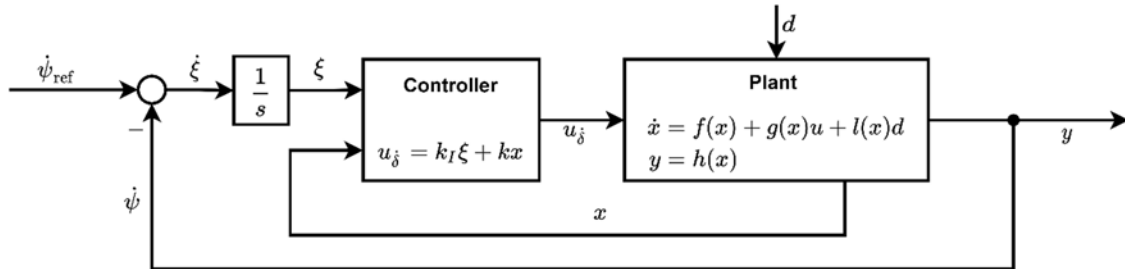 d
ψ̇_ref
ξ̇
1/s
ξ
Controller
u_δ̇ = k_I ξ + kx
u_δ̇
Plant
ẋ = f(x) + g(x)u + l(x)d
y = h(x)
y
−
ψ̇
x